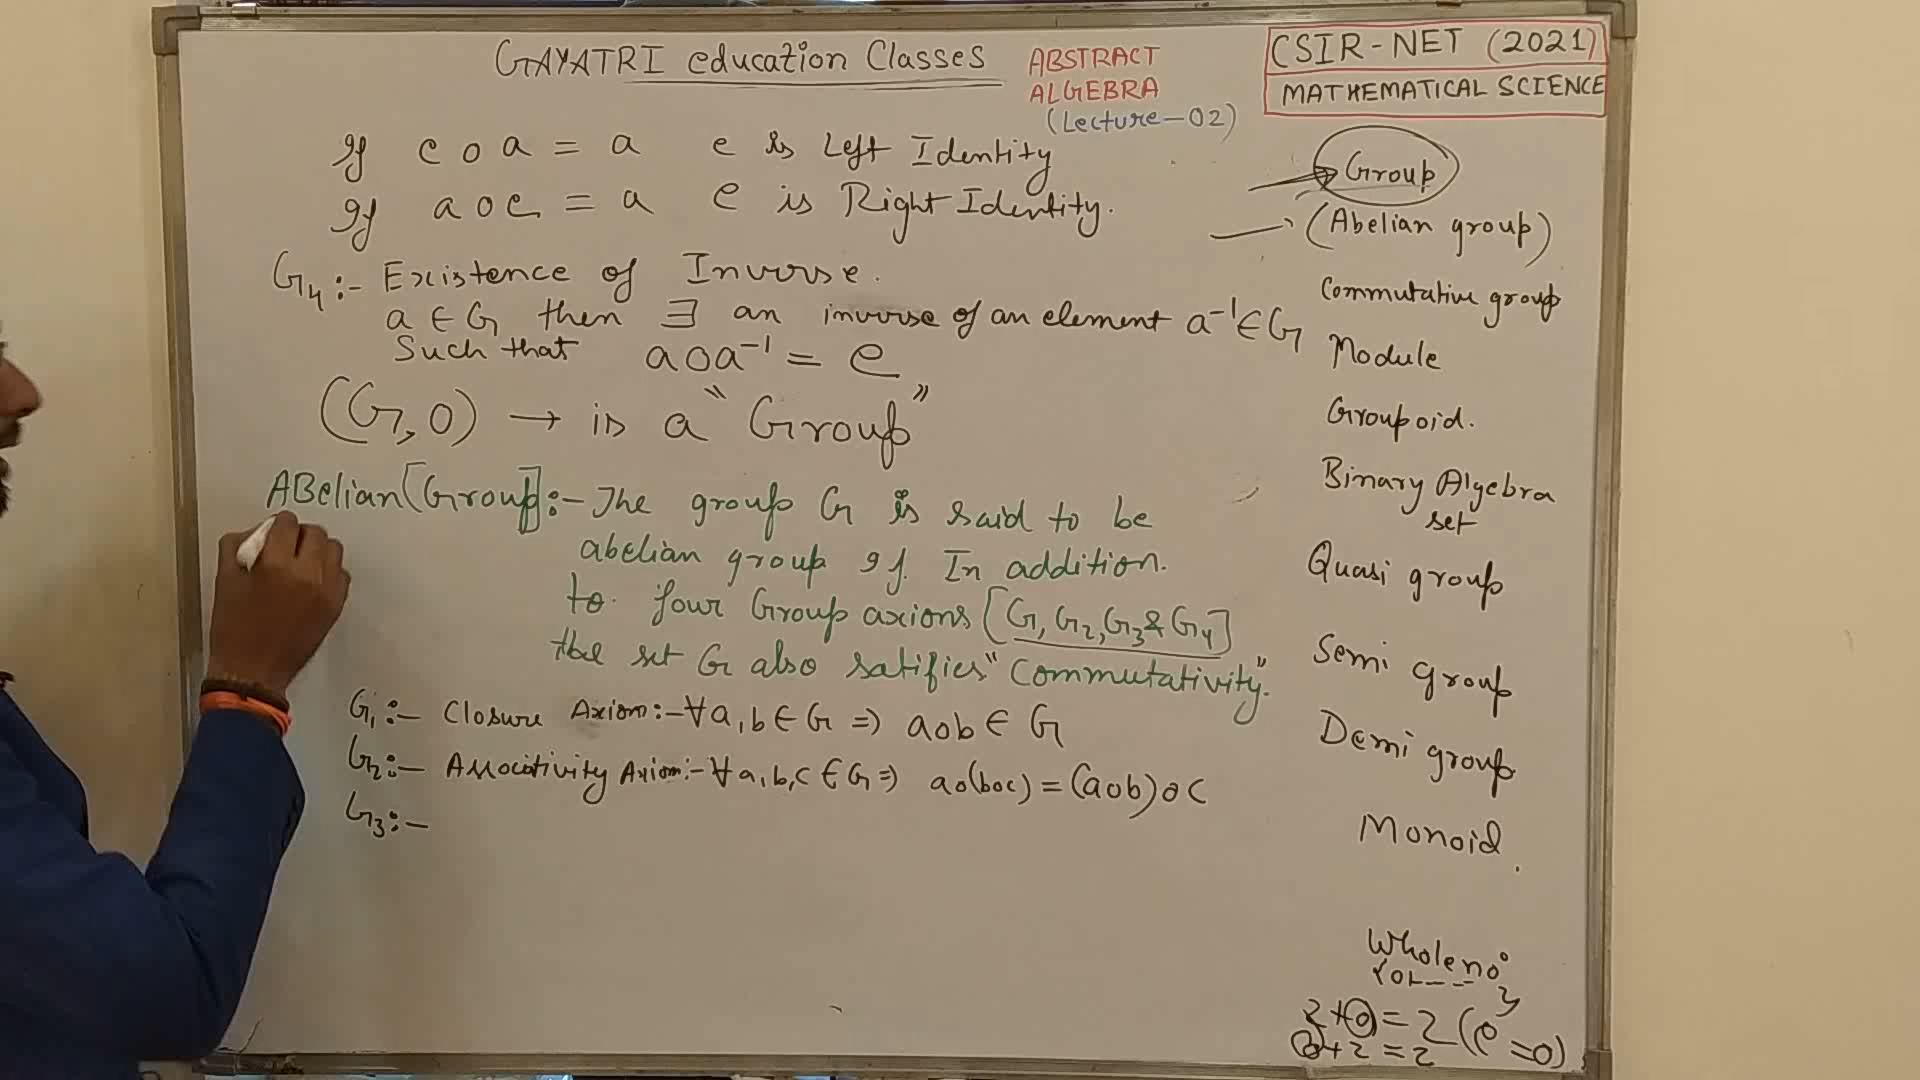 GAYATRI education Classes
ABSTRACT
ALGEBRA
(Lecture-02)
CSIR-NET (2021)
MATHEMATICAL SCIENCE
If e o a = a e is Left Identity
If a o e = a e is Right Identity.
G4:- Existence of Inverse.
a ∈ G then ∃ an inverse of an element a⁻¹ ∈ G
Such that a o a⁻¹ = e
(G, o) → is a "Group"
ABelian [Group]:- The group G is said to be
abelian group If. In addition.
to four Group axioms [G, G2, G3 & G4]
the set G also satifies "Commutativity".
G1:- Closure Axiom:- ∀ a, b ∈ G ⇒ a o b ∈ G
G2:- Associtivity Axiom:- ∀ a, b, c ∈ G ⇒ a o (b o c) = (a o b) o c
G3:-
Group
(Abelian group)
Commutative group
Module
Groupoid.
Binary Algebra
set
Quasi group
Semi group
Demi group
Monoid.
Whole no
2 + 0 = 2 (e = 0)
0 + 2 = 2